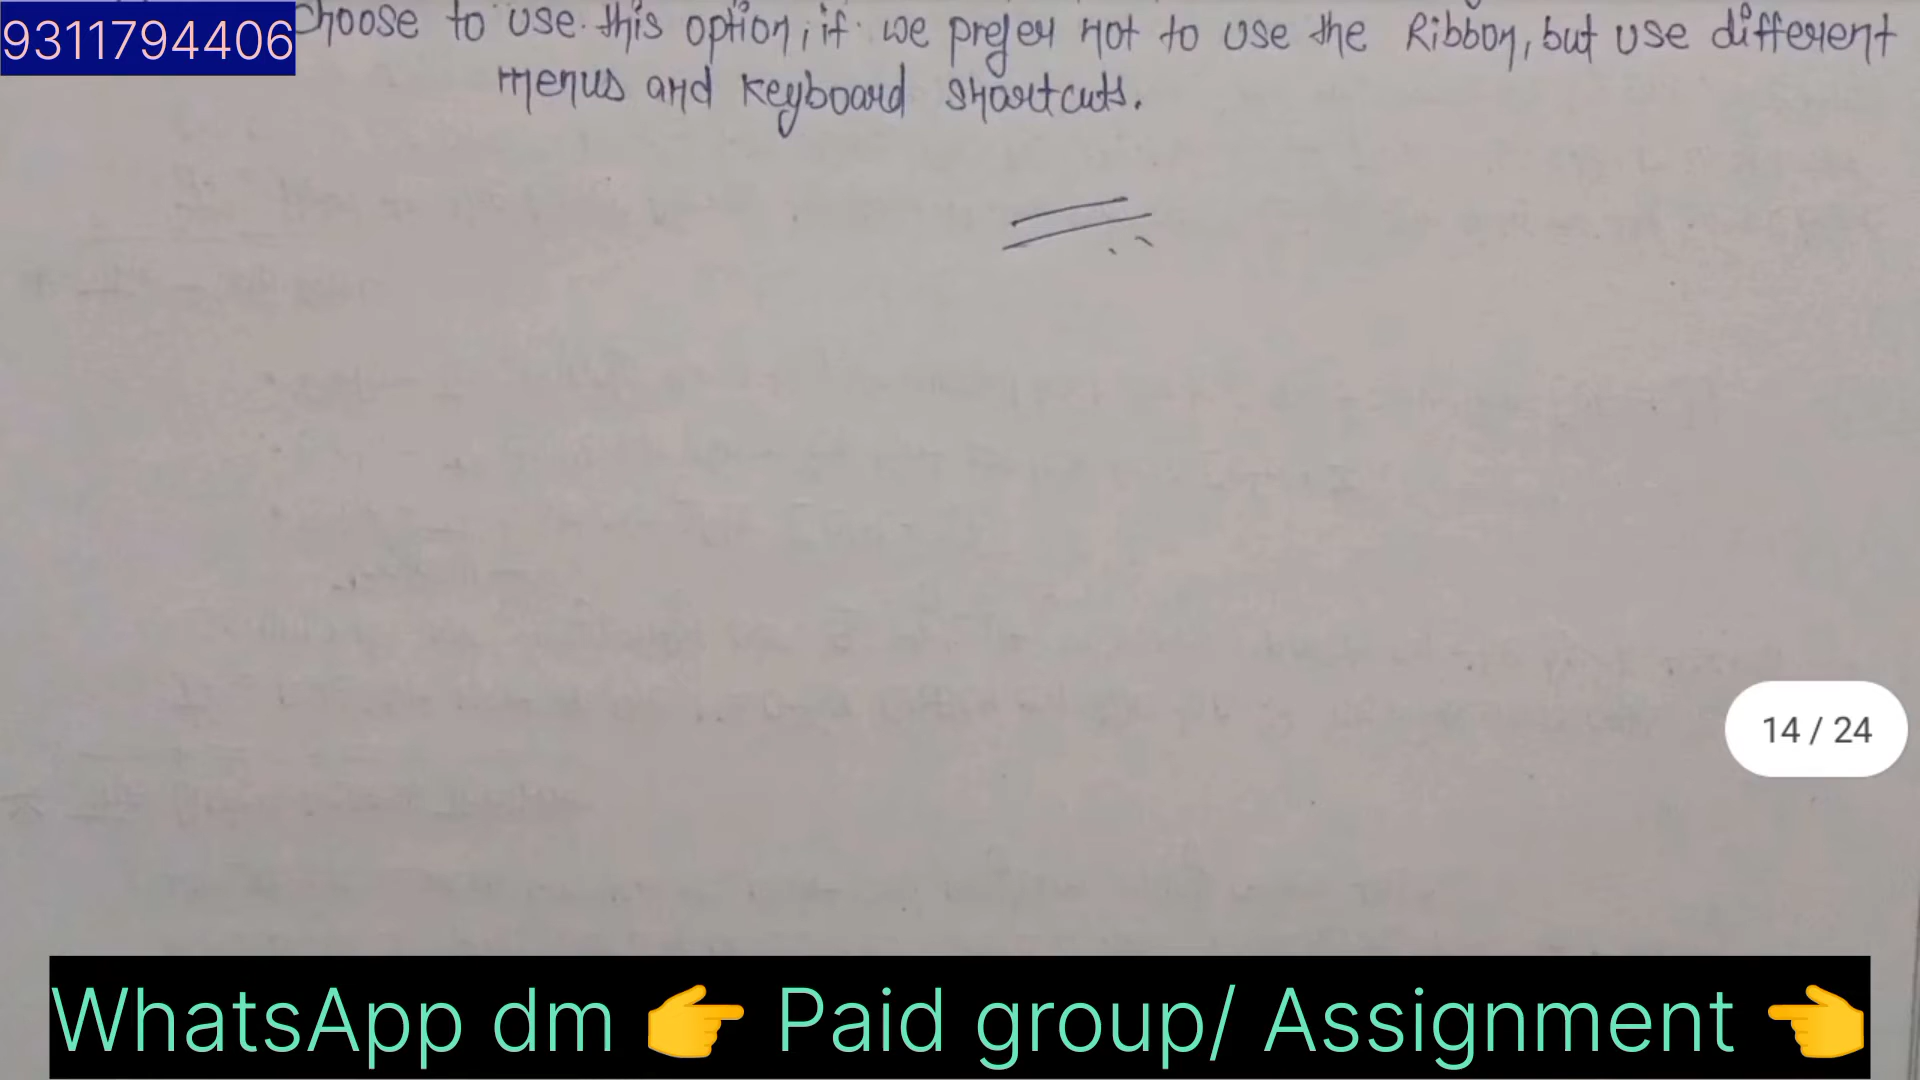 9311794406
Choose to use this option, if we prefer not to use the Ribbon, but use different
menus and keyboard shortcuts.
14 / 24
WhatsApp dm 👉 Paid group/ Assignment 👈